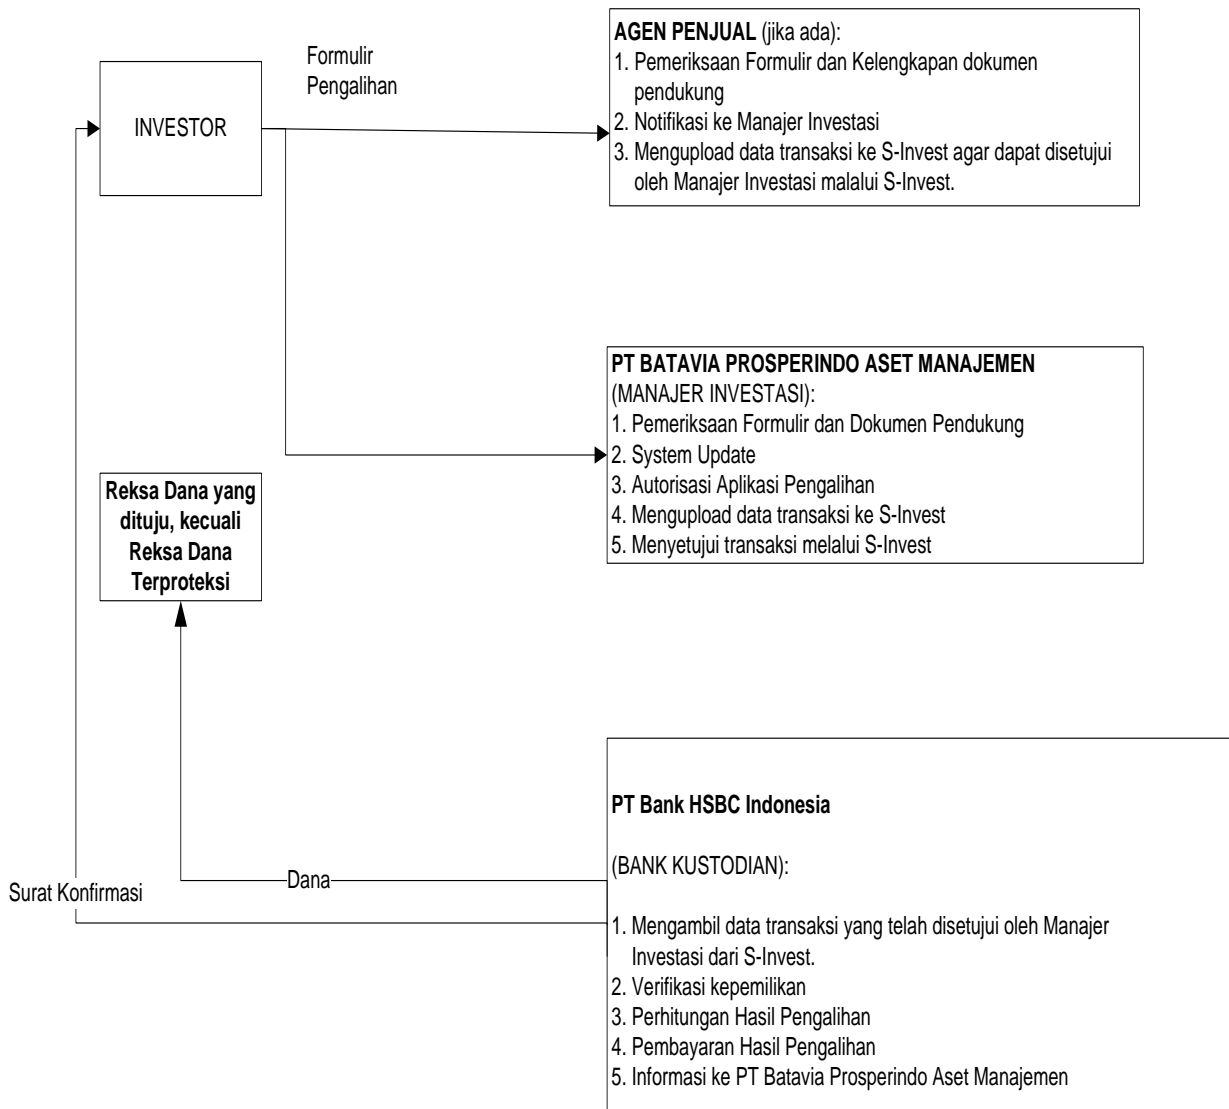 Formulir
Pengalihan
INVESTOR
AGEN PENJUAL (jika ada):
1. Pemeriksaan Formulir dan Kelengkapan dokumen
pendukung
2. Notifikasi ke Manajer Investasi
3. Mengupload data transaksi ke S-Invest agar dapat disetujui
oleh Manajer Investasi malalui S-Invest.
PT BATAVIA PROSPERINDO ASET MANAJEMEN
(MANAJER INVESTASI):
1. Pemeriksaan Formulir dan Dokumen Pendukung
2. System Update
3. Autorisasi Aplikasi Pengalihan
4. Mengupload data transaksi ke S-Invest
5. Menyetujui transaksi melalui S-Invest
Reksa Dana yang
dituju, kecuali
Reksa Dana
Terproteksi
Dana
Surat Konfirmasi
PT Bank HSBC Indonesia
(BANK KUSTODIAN):
1. Mengambil data transaksi yang telah disetujui oleh Manajer
Investasi dari S-Invest.
2. Verifikasi kepemilikan
3. Perhitungan Hasil Pengalihan
4. Pembayaran Hasil Pengalihan
5. Informasi ke PT Batavia Prosperindo Aset Manajemen